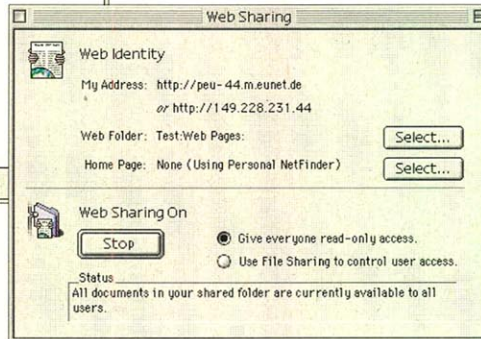 Web Sharing
Web Identity
My Address: http://peu-44.m.eunet.de
or http://149.228.231.44
Web Folder: Test:Web Pages:
Select...
Home Page: None (Using Personal NetFinder)
Select...
Web Sharing On
Stop
Give everyone read-only access.
Use File Sharing to control user access.
Status
All documents in your shared folder are currently available to all
users.